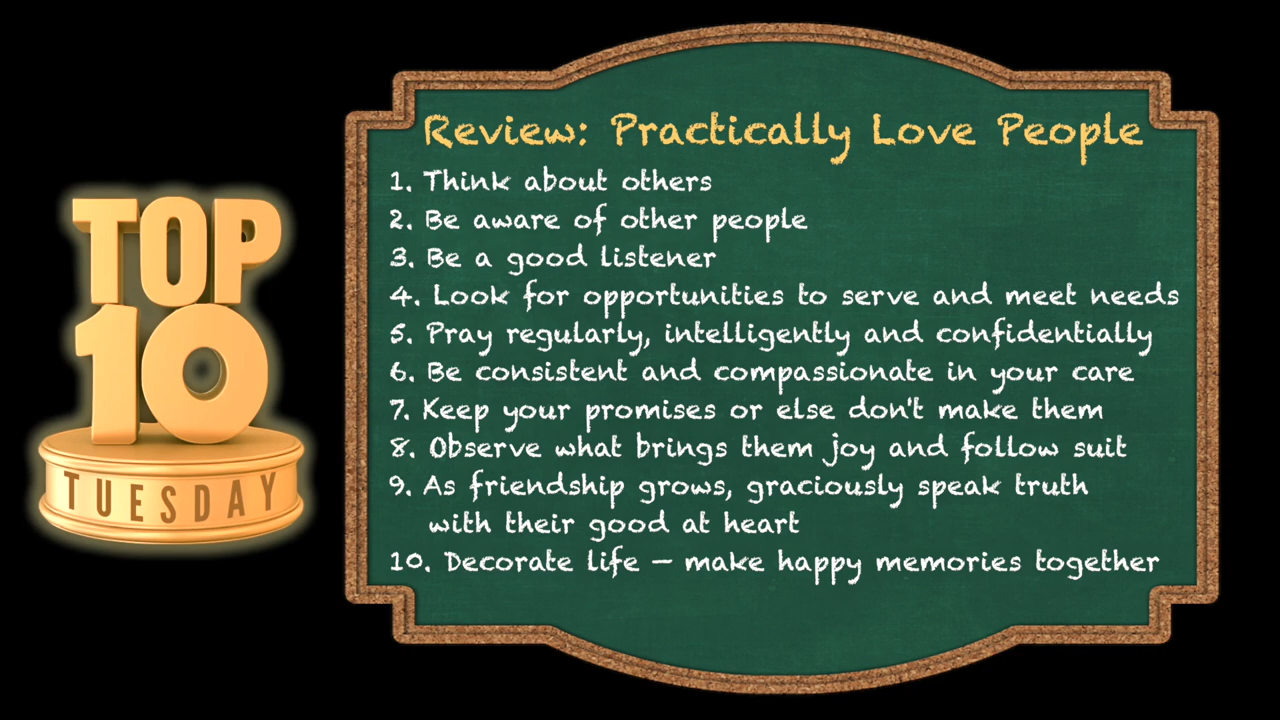 TOP
10
TUESDAY
Review: Practically Love People
1. Think about others
2. Be aware of other people
3. Be a good listener
4. Look for opportunities to serve and meet needs
5. Pray regularly, intelligently and confidentially
6. Be consistent and compassionate in your care
7. Keep your promises or else don't make them
8. Observe what brings them joy and follow suit
9. As friendship grows, graciously speak truth
with their good at heart
10. Decorate life – make happy memories together